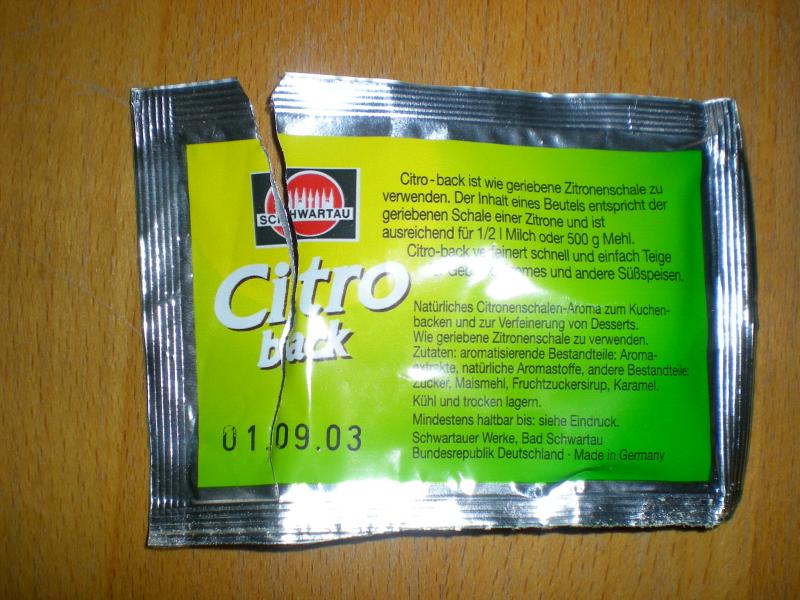 SCHWARTAU
Citro
back
01.09.03
Citro-back ist wie geriebene Zitronenschale zu
verwenden. Der Inhalt eines Beutels entspricht der
geriebenen Schale einer Zitrone und ist
ausreichend für 1/2 l Milch oder 500 g Mehl.
Citro-back verfeinert schnell und einfach Teige
und andere Süßspeisen.
Natürliches Citronenschalen-Aroma zum Kuchen-
backen und zur Verfeinerung von Desserts.
Wie geriebene Zitronenschale zu verwenden.
Zutaten: aromatisierende Bestandteile: Aroma-
extrakte, natürliche Aromastoffe, andere Bestandteile:
Zucker, Maismehl, Fruchtzuckersirup, Karamel.
Kühl und trocken lagern.
Mindestens haltbar bis: siehe Eindruck.
Schwartauer Werke, Bad Schwartau
Bundesrepublik Deutschland · Made in Germany